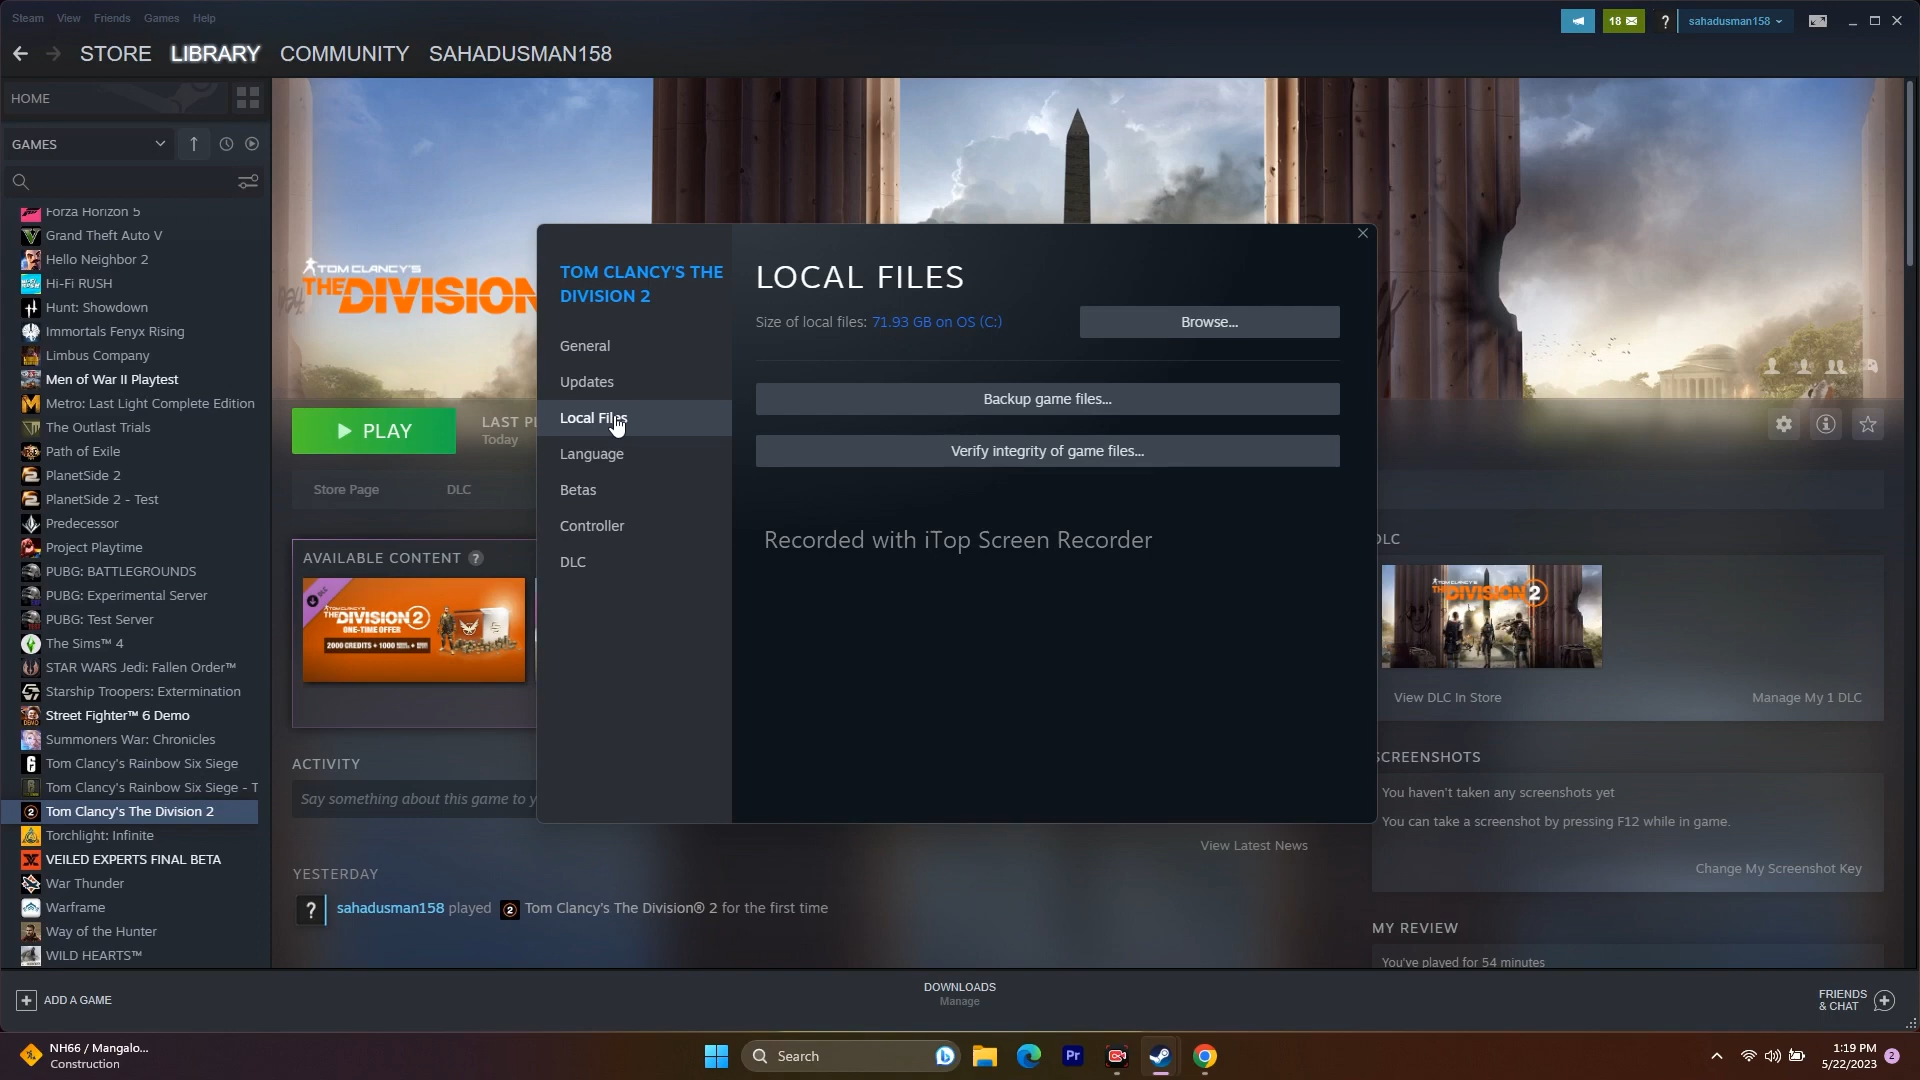 Steam View Friends Games Help
18
?
sahadusman158
STORE LIBRARY COMMUNITY SAHADUSMAN158
HOME
GAMES
Forza Horizon 5
Grand Theft Auto V
Hello Neighbor 2
Hi-Fi RUSH
Hunt: Showdown
Immortals Fenyx Rising
Limbus Company
Men of War II Playtest
Metro: Last Light Complete Edition
The Outlast Trials
Path of Exile
PlanetSide 2
PlanetSide 2 - Test
Predecessor
Project Playtime
PUBG: BATTLEGROUNDS
PUBG: Experimental Server
PUBG: Test Server
The Sims™ 4
STAR WARS Jedi: Fallen Order™
Starship Troopers: Extermination
Street Fighter™ 6 Demo
Summoners War: Chronicles
Tom Clancy's Rainbow Six Siege
Tom Clancy's Rainbow Six Siege - T
Tom Clancy's The Division 2
Torchlight: Infinite
VEILED EXPERTS FINAL BETA
War Thunder
Warframe
Way of the Hunter
WILD HEARTS™
ADD A GAME
TOM CLANCY'S
THE DIVISION
PLAY
LAST PL
Today
Store Page
DLC
AVAILABLE CONTENT ?
DLC
TOM CLANCY'S
THE DIVISION 2
ONE-TIME OFFER
ACTIVITY
Say something about this game to y
YESTERDAY
? sahadusman158 played Tom Clancy's The Division® 2 for the first time
TOM CLANCY'S THE
DIVISION 2
General
Updates
Local Files
Language
Betas
Controller
DLC
LOCAL FILES
Size of local files: 71.93 GB on OS (C:)
Browse...
Backup game files...
Verify integrity of game files...
Recorded with iTop Screen Recorder
View Latest News
DLC
TOM CLANCY'S
THE DIVISION 2
View DLC In Store
Manage My 1 DLC
SCREENSHOTS
You haven't taken any screenshots yet
You can take a screenshot by pressing F12 while in game.
Change My Screenshot Key
MY REVIEW
You've played for 54 minutes
DOWNLOADS
Manage
FRIENDS
& CHAT
NH66 / Mangalo...
Construction
Search
Pr
1:19 PM
5/22/2023
2